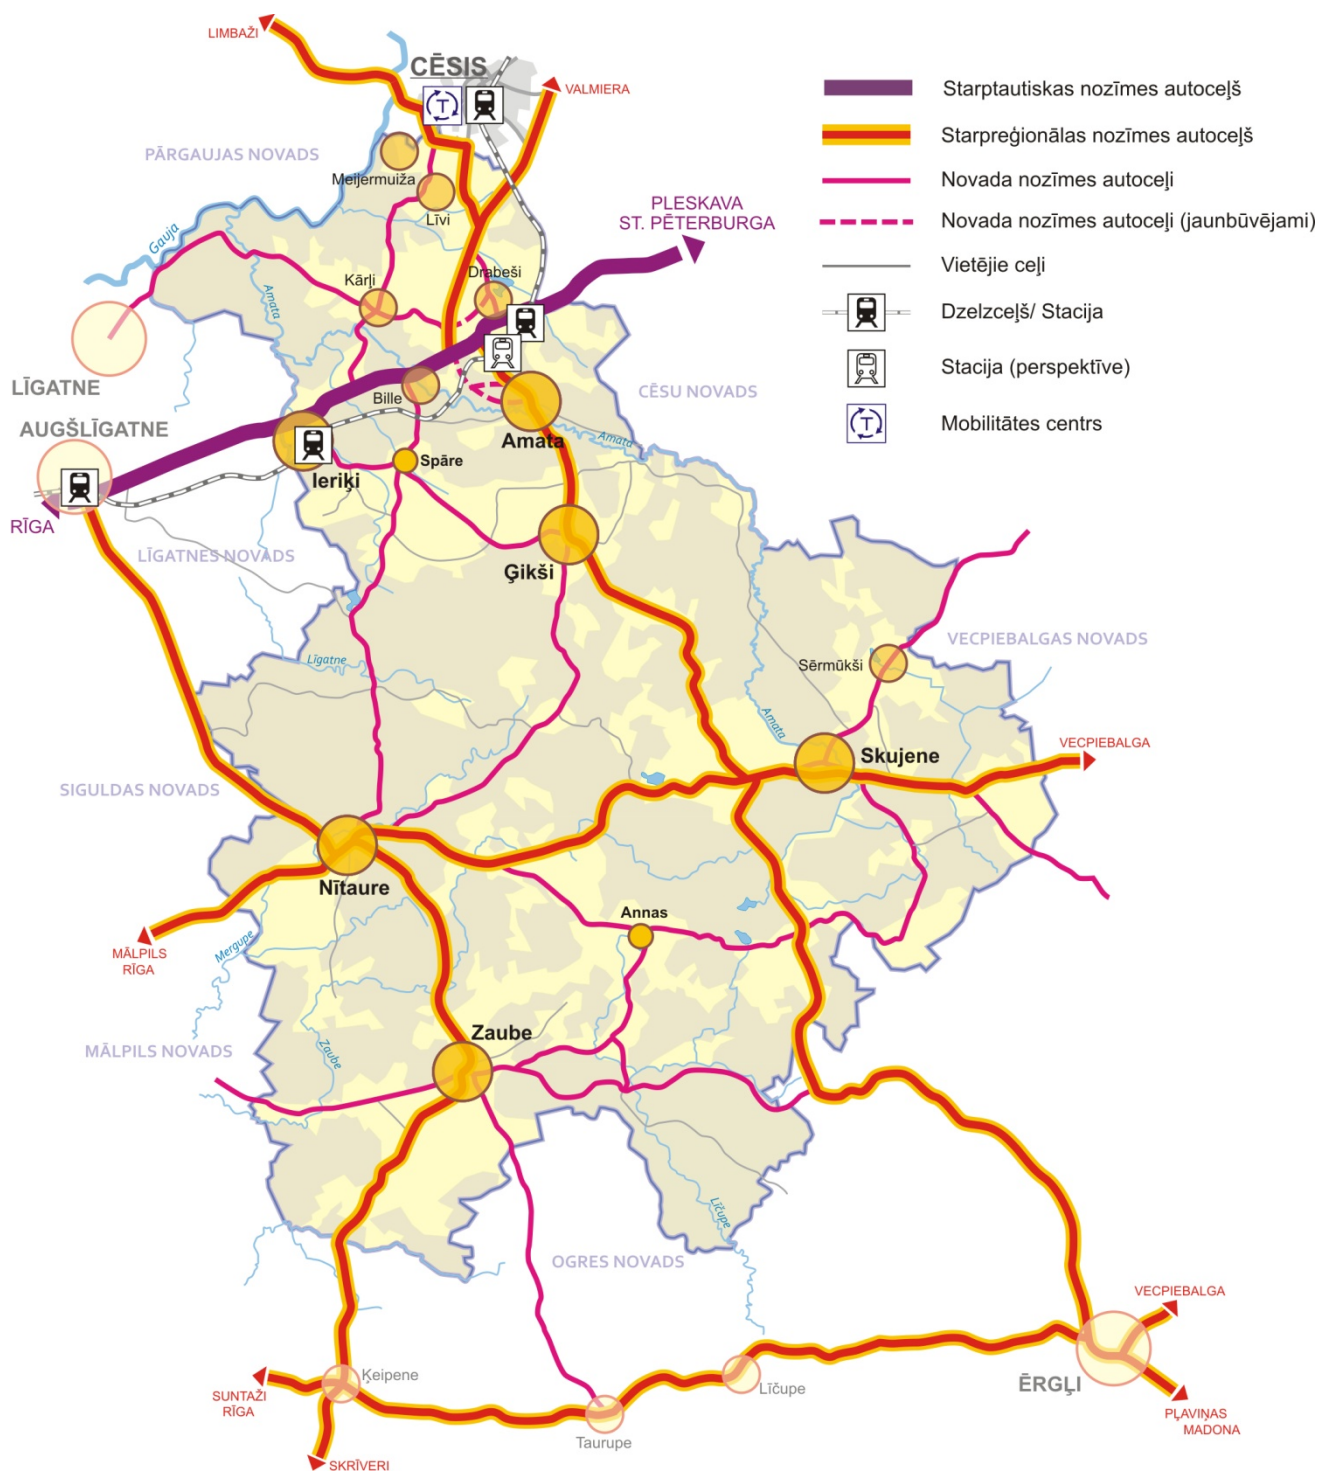 LIMBAŽI
CĒSIS
T
VALMIERA
PĀRGAUJAS NOVADS
Meijermuiža
Līvi
PLESKAVA
ST. PĒTERBURGA
Gauja
Amata
Kārļi
Drabeši
LĪGATNE
Bille
CĒSU NOVADS
AUGŠLĪGATNE
Amata
Amata
Spāre
Ieriķi
RĪGA
LĪGATNES NOVADS
Ģikši
Līgatne
Sērmūkši
VECPIEBALGAS NOVADS
Amata
Skujene
VECPIEBALGA
SIGULDAS NOVADS
Nītaure
Annas
MĀLPILS
RĪGA
Mergupe
Zaube
MĀLPILS NOVADS
Zaube
Līčupe
OGRES NOVADS
VECPIEBALGA
Ķeipene
SUNTAŽI
RĪGA
Līčupe
ĒRGĻI
PĻAVIŅAS
MADONA
Taurupe
SKRĪVERI
Starptautiskas nozīmes autoceļš
Starpreģionālas nozīmes autoceļš
Novada nozīmes autoceļi
Novada nozīmes autoceļi (jaunbūvējami)
Vietējie ceļi
Dzelzceļš/ Stacija
Stacija (perspektīve)
T
Mobilitātes centrs